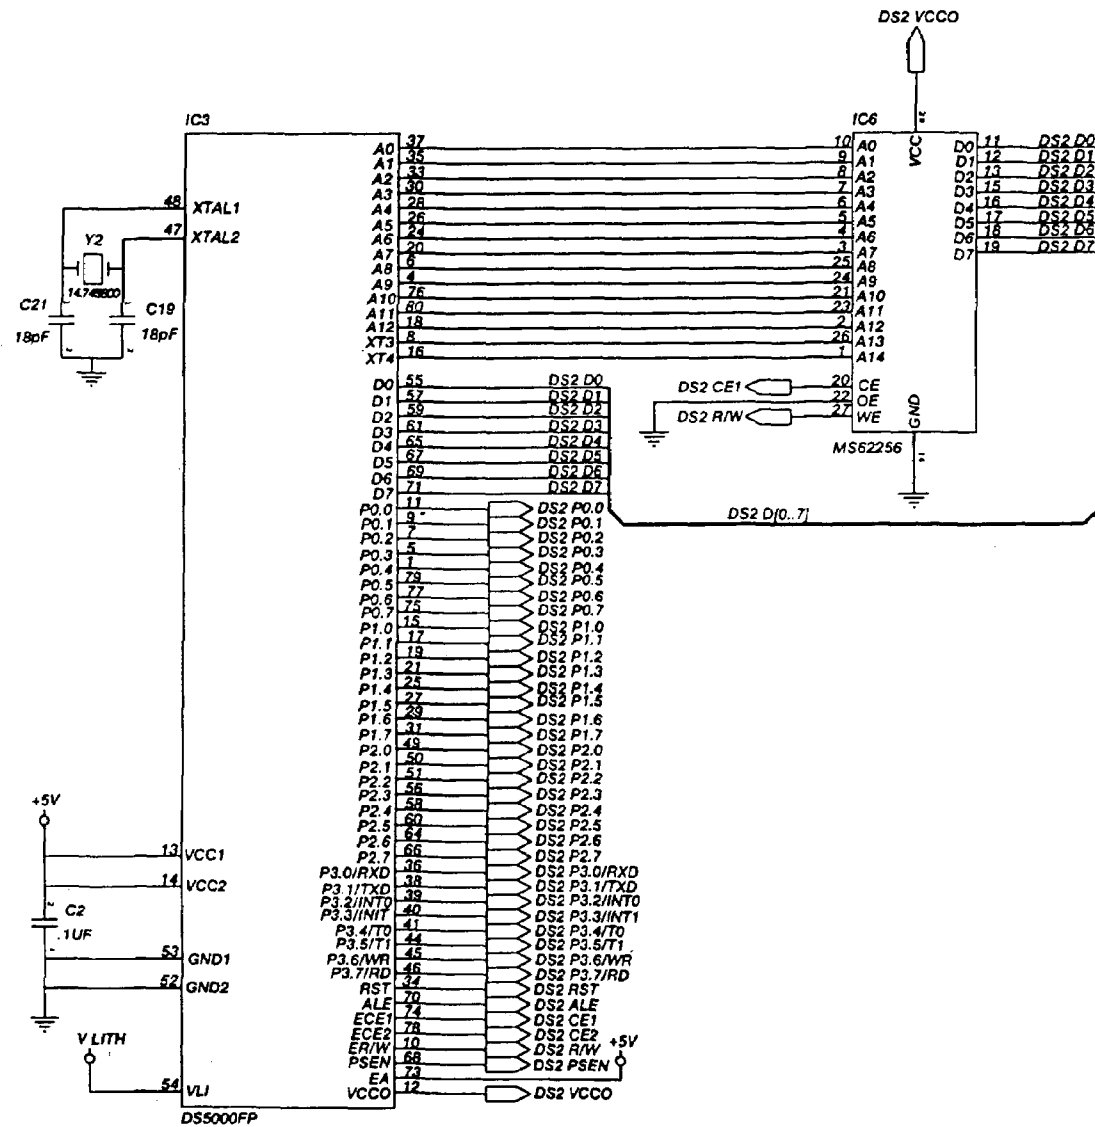 DS2 VCCO
IC3
IC6
A0 37
A1 35
A2 33
A3 30
A4 28
A5 26
A6 24
A7 20
A8 6
A9 4
A10 76
A11 80
A12 18
XT3 8
XT4 16
10 A0
9 A1
8 A2
7 A3
6 A4
5 A5
4 A6
3 A7
25 A8
24 A9
21 A10
23 A11
2 A12
26 A13
1 A14
VCC
D0 11 DS2 D0
D1 12 DS2 D1
D2 13 DS2 D2
D3 15 DS2 D3
D4 16 DS2 D4
D5 17 DS2 D5
D6 18 DS2 D6
D7 19 DS2 D7
48 XTAL1
47 XTAL2
Y2
14.745600
C21
18pF
C19
18pF
DS2 CE1 20 CE
22 OE
DS2 R/W 27 WE
GND
MS62256
D0 55 DS2 D0
D1 57 DS2 D1
D2 59 DS2 D2
D3 61 DS2 D3
D4 65 DS2 D4
D5 67 DS2 D5
D6 69 DS2 D6
D7 71 DS2 D7
DS2 D[0..7]
P0.0 11 DS2 P0.0
P0.1 9 DS2 P0.1
P0.2 7 DS2 P0.2
P0.3 5 DS2 P0.3
P0.4 1 DS2 P0.4
P0.5 79 DS2 P0.5
P0.6 77 DS2 P0.6
P0.7 75 DS2 P0.7
P1.0 15 DS2 P1.0
P1.1 17 DS2 P1.1
P1.2 19 DS2 P1.2
P1.3 21 DS2 P1.3
P1.4 25 DS2 P1.4
P1.5 27 DS2 P1.5
P1.6 29 DS2 P1.6
P1.7 31 DS2 P1.7
P2.0 49 DS2 P2.0
P2.1 50 DS2 P2.1
P2.2 51 DS2 P2.2
P2.3 56 DS2 P2.3
P2.4 58 DS2 P2.4
P2.5 60 DS2 P2.5
P2.6 64 DS2 P2.6
P2.7 66 DS2 P2.7
P3.0/RXD 36 DS2 P3.0/RXD
P3.1/TXD 38 DS2 P3.1/TXD
P3.2/INT0 39 DS2 P3.2/INT0
P3.3/INIT 40 DS2 P3.3/INT1
P3.4/T0 41 DS2 P3.4/T0
P3.5/T1 44 DS2 P3.5/T1
P3.6/WR 45 DS2 P3.6/WR
P3.7/RD 46 DS2 P3.7/RD
RST 34 DS2 RST
ALE 70 DS2 ALE
ECE1 74 DS2 CE1
ECE2 78 DS2 CE2
ER/W 10 DS2 R/W
PSEN 68 DS2 PSEN
EA 73 +5V
VCCO 12 DS2 VCCO
+5V
13 VCC1
14 VCC2
C2
.1UF
53 GND1
52 GND2
V LITH
54 VLI
DS5000FP